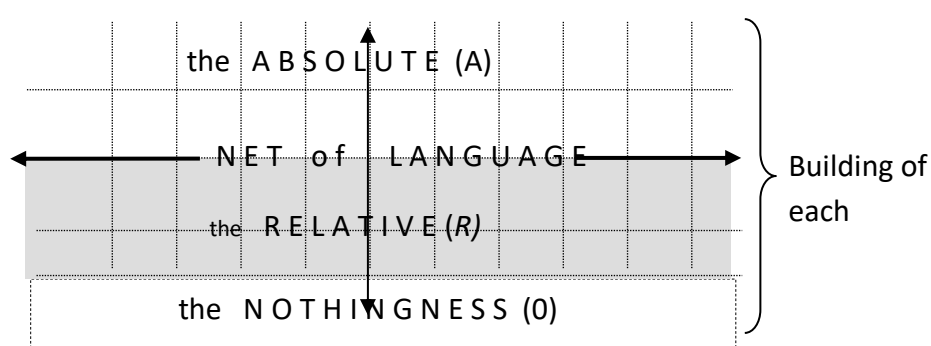 the ABSOLUTE (A)
NET of LANGUAGE
the RELATIVE (R)
the NOTHINGNESS (0)
Building of
each